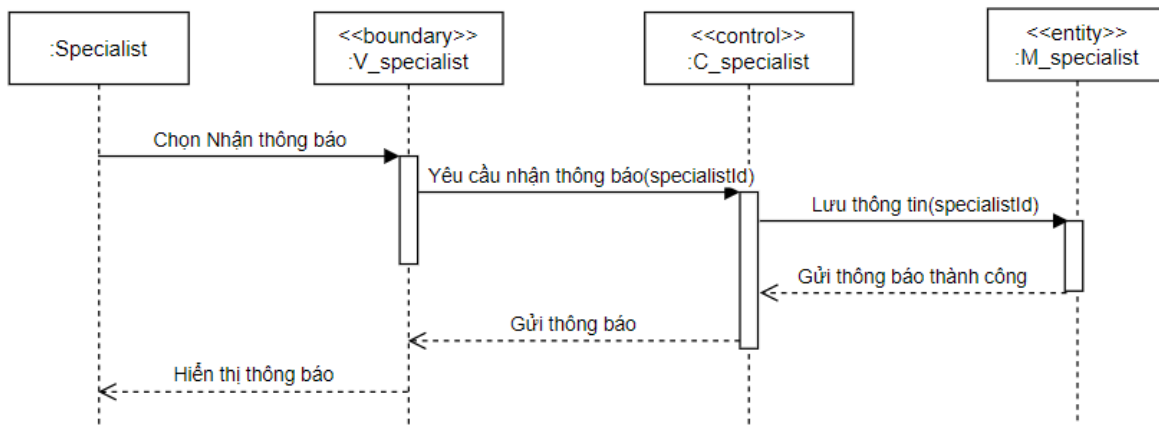 :Specialist
<<boundary>>
:V_specialist
<<control>>
:C_specialist
<<entity>>
:M_specialist
Chọn Nhận thông báo
Yêu cầu nhận thông báo(specialistId)
Lưu thông tin(specialistId)
Gửi thông báo thành công
Gửi thông báo
Hiển thị thông báo